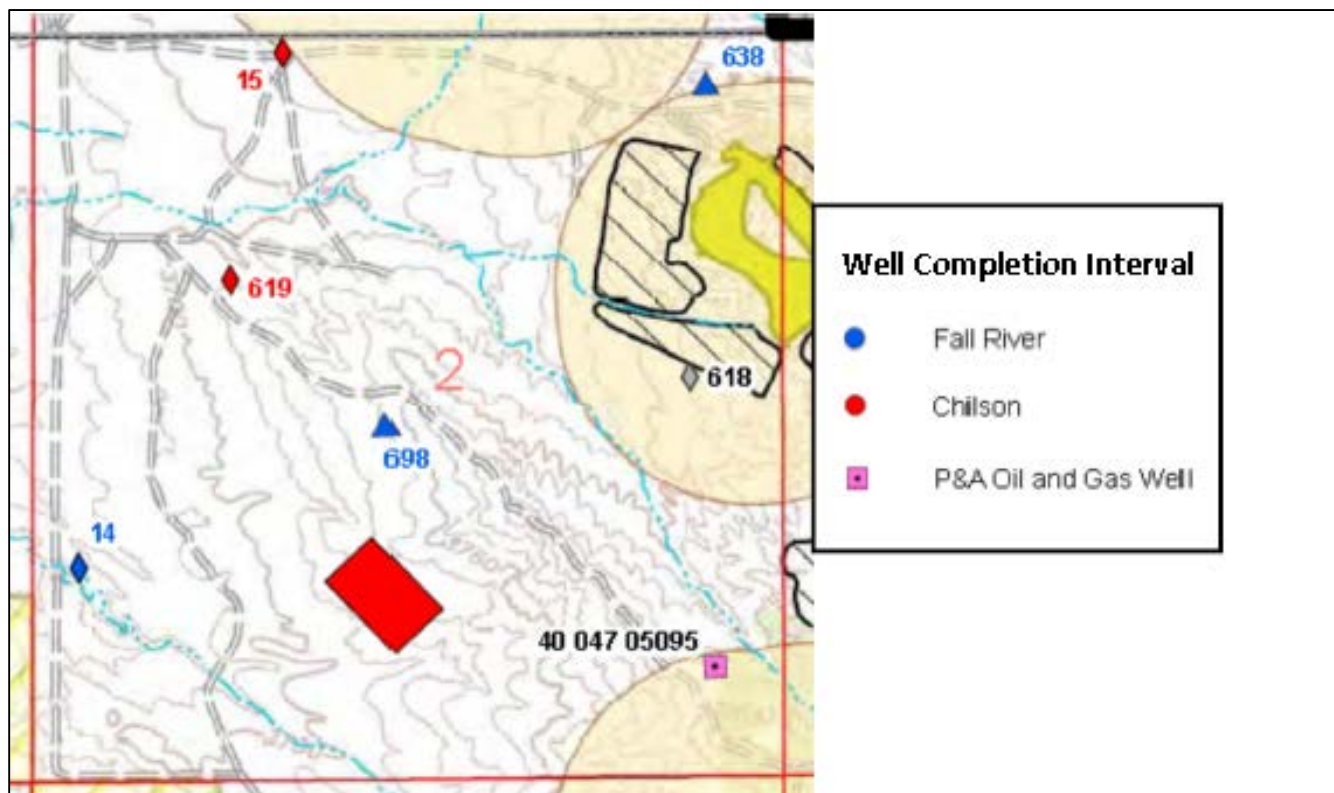 638
15
619
2
618
698
14
40 047 05095
Well Completion Interval
Fall River
Chillson
P&A Oil and Gas Well